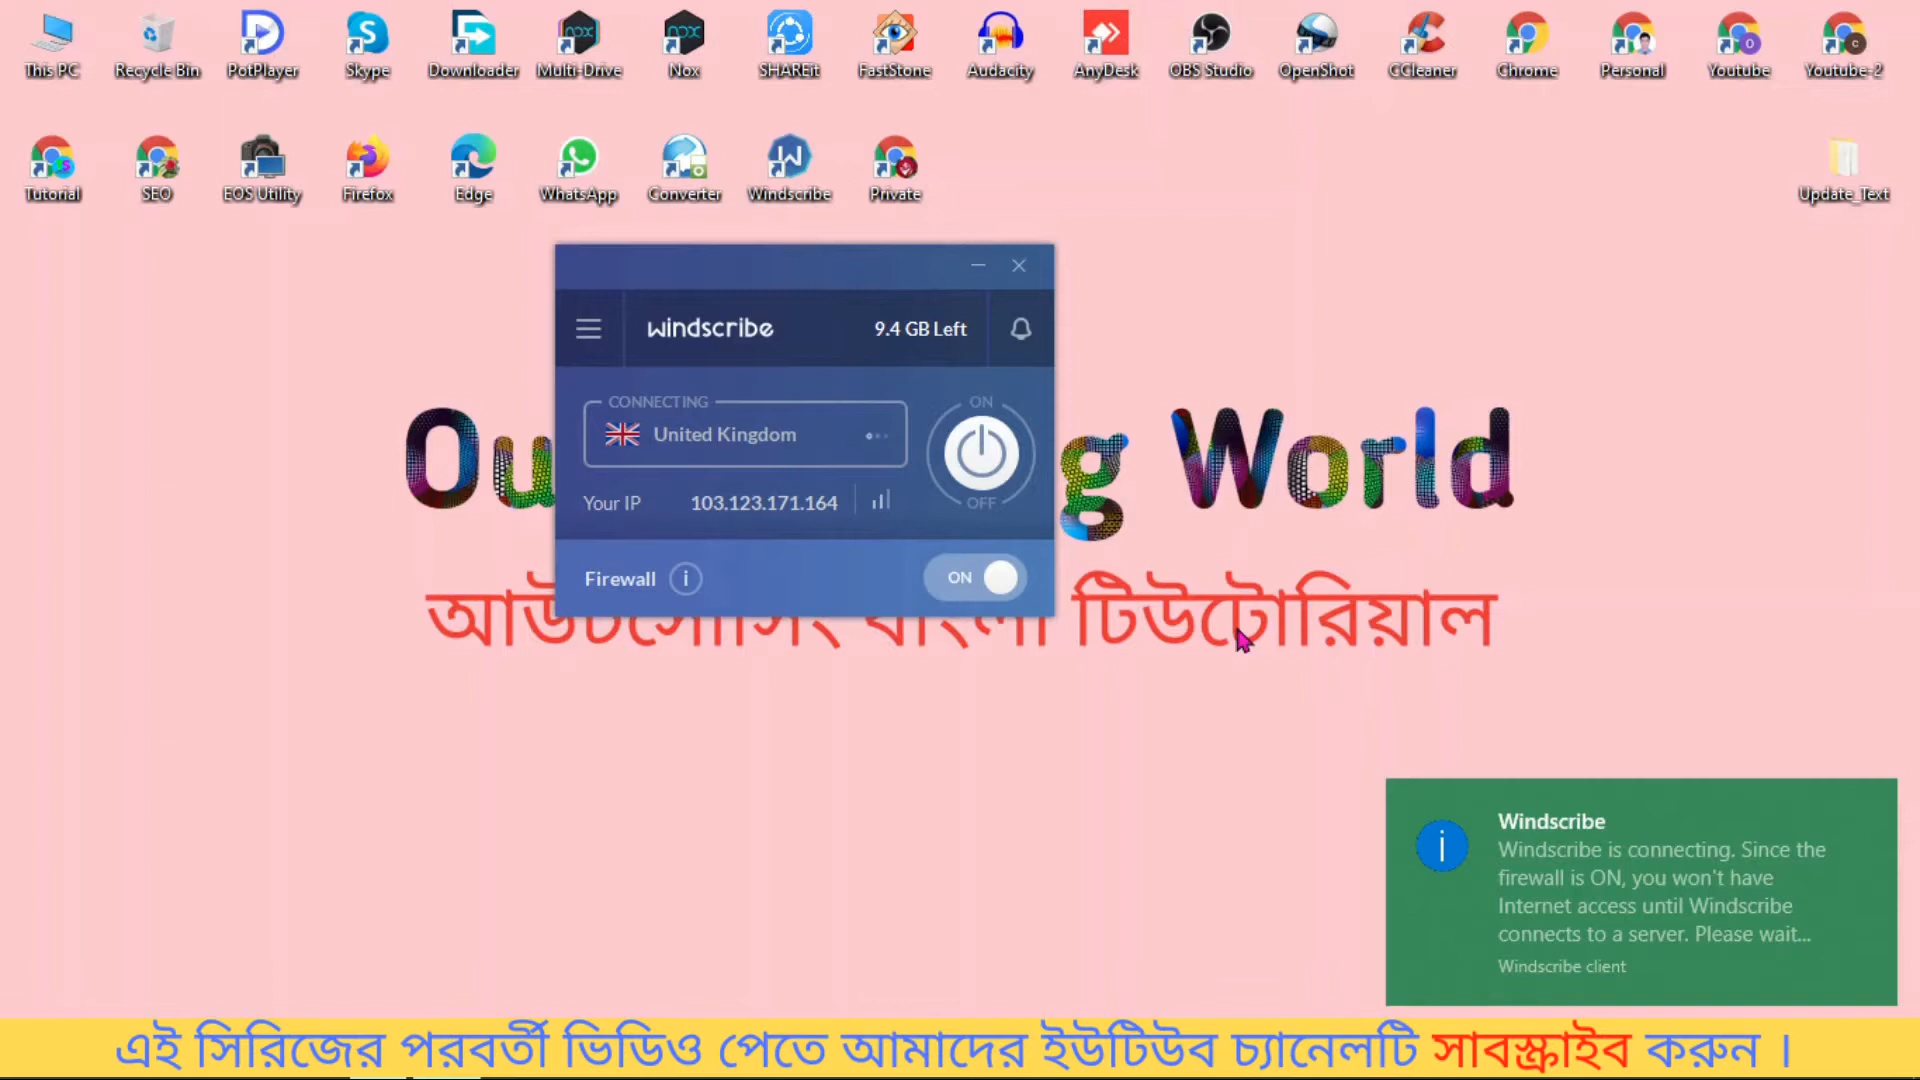 This PC
Recycle Bin
PotPlayer
Skype
Downloader
Multi-Drive
Nox
SHAREit
FastStone
Audacity
AnyDesk
OBS Studio
OpenShot
CCleaner
Chrome
Personal
Youtube
Youtube-2
Tutorial
SEO
EOS Utility
Firefox
Edge
WhatsApp
Converter
Windscribe
Private
Update_Text
windscribe
9.4 GB Left
CONNECTING
United Kingdom
ON
OFF
Your IP 103.123.171.164
Firewall
ON
World
টিউটোরিয়াল
Windscribe
Windscribe is connecting. Since the
firewall is ON, you won't have
Internet access until Windscribe
connects to a server. Please wait...
Windscribe client
এই সিরিজের পরবর্তী ভিডিও পেতে আমাদের ইউটিউব চ্যানেলটি সাবস্ক্রাইব করুন ।